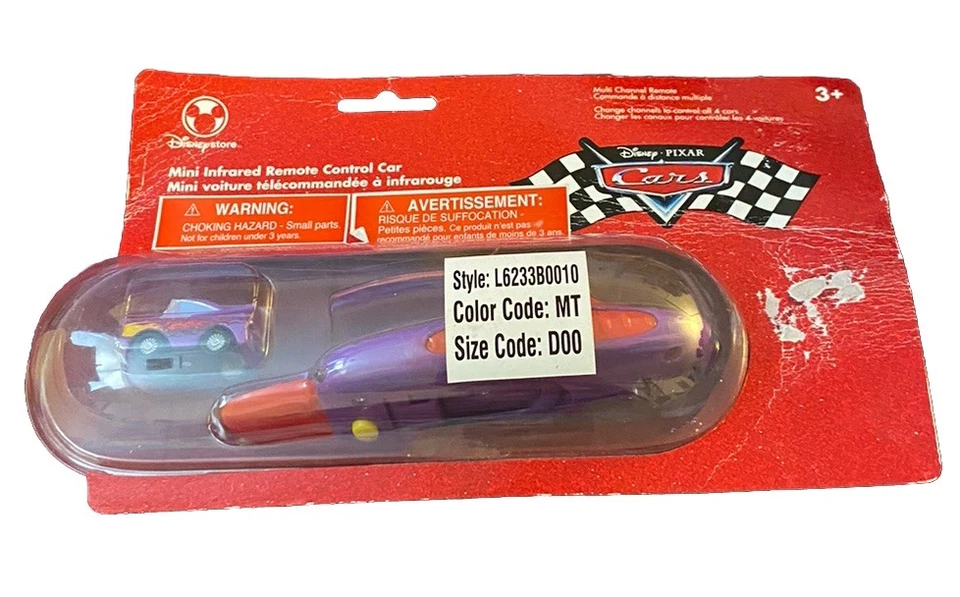 Disney store
Mini Infrared Remote Control Car
Mini voiture télécommandée à infrarouge
⚠ WARNING:
CHOKING HAZARD - Small parts.
Not for children under 3 years.
⚠ AVERTISSEMENT:
RISQUE DE SUFFOCATION -
Petites pièces. Ce produit n'est pas
recommandé pour enfants de moins de 3 ans.
Multi Channel Remote
Commande à distance multiple
Change channels to control all 4 cars
Changer les canaux pour contrôler les 4 voitures
3+
Disney · PIXAR
Cars
Style: L6233B0010
Color Code: MT
Size Code: D00